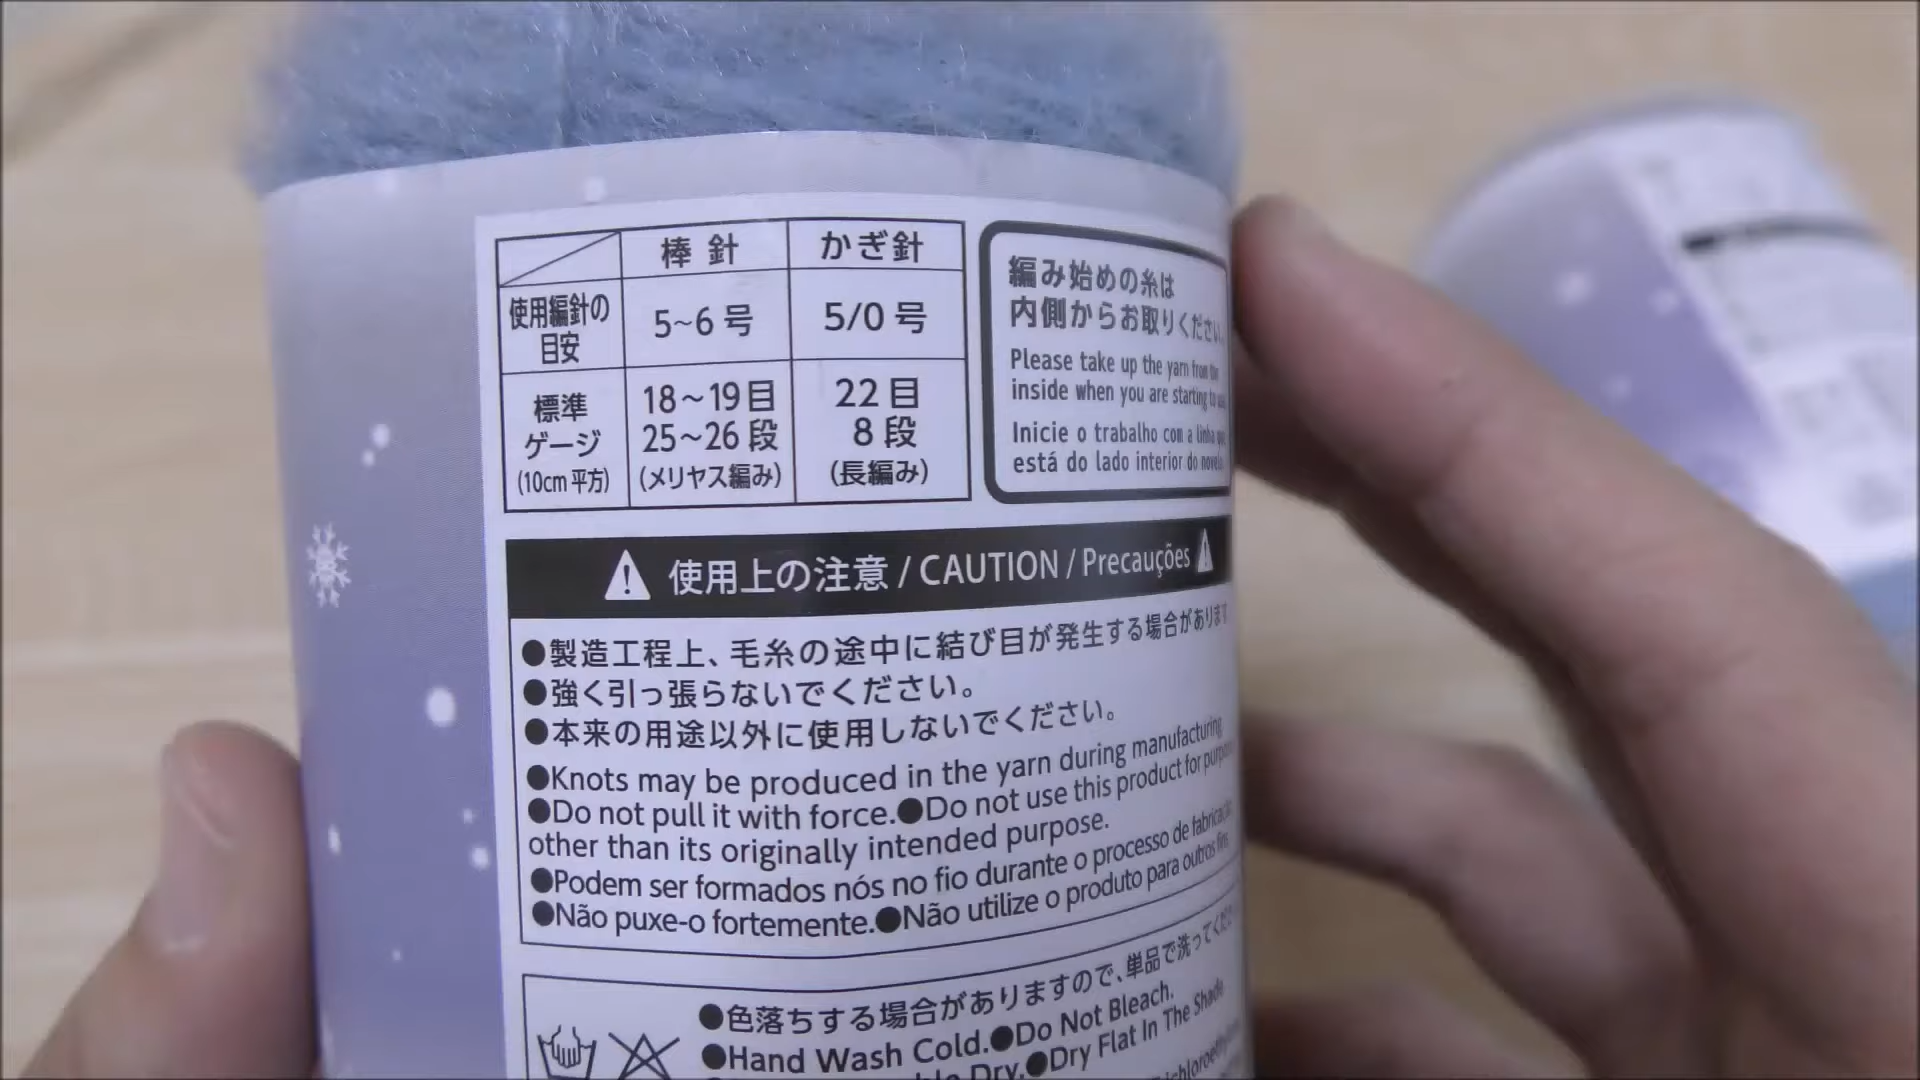 棒針 かぎ針
使用編針の
目安
5~6号 5/0号
標準
ゲージ
(10cm平方)
18～19目
25～26段
(メリヤス編み)
22目
8段
(長編み)
編み始めの糸は
内側からお取りください
Please take up the yarn from the
inside when you are starting to
Inicie o trabalho com a linha
está do lado interior do
使用上の注意 / CAUTION / Precauções
●製造工程上、毛糸の途中に結び目が発生する場合があります
●強く引っ張らないでください。
●本来の用途以外に使用しないでください。
●Knots may be produced in the yarn during manufacturing
●Do not pull it with force.●Do not use this product for
other than its originally intended purpose.
●Podem ser formados nós no fio durante o processo de
●Não puxe-o fortemente.●Não utilize o produto para outros fins
●色落ちする場合がありますので、単品で洗ってくだ
●Hand Wash Cold.●Do Not Bleach.
Dry.●Dry Flat In The Shade